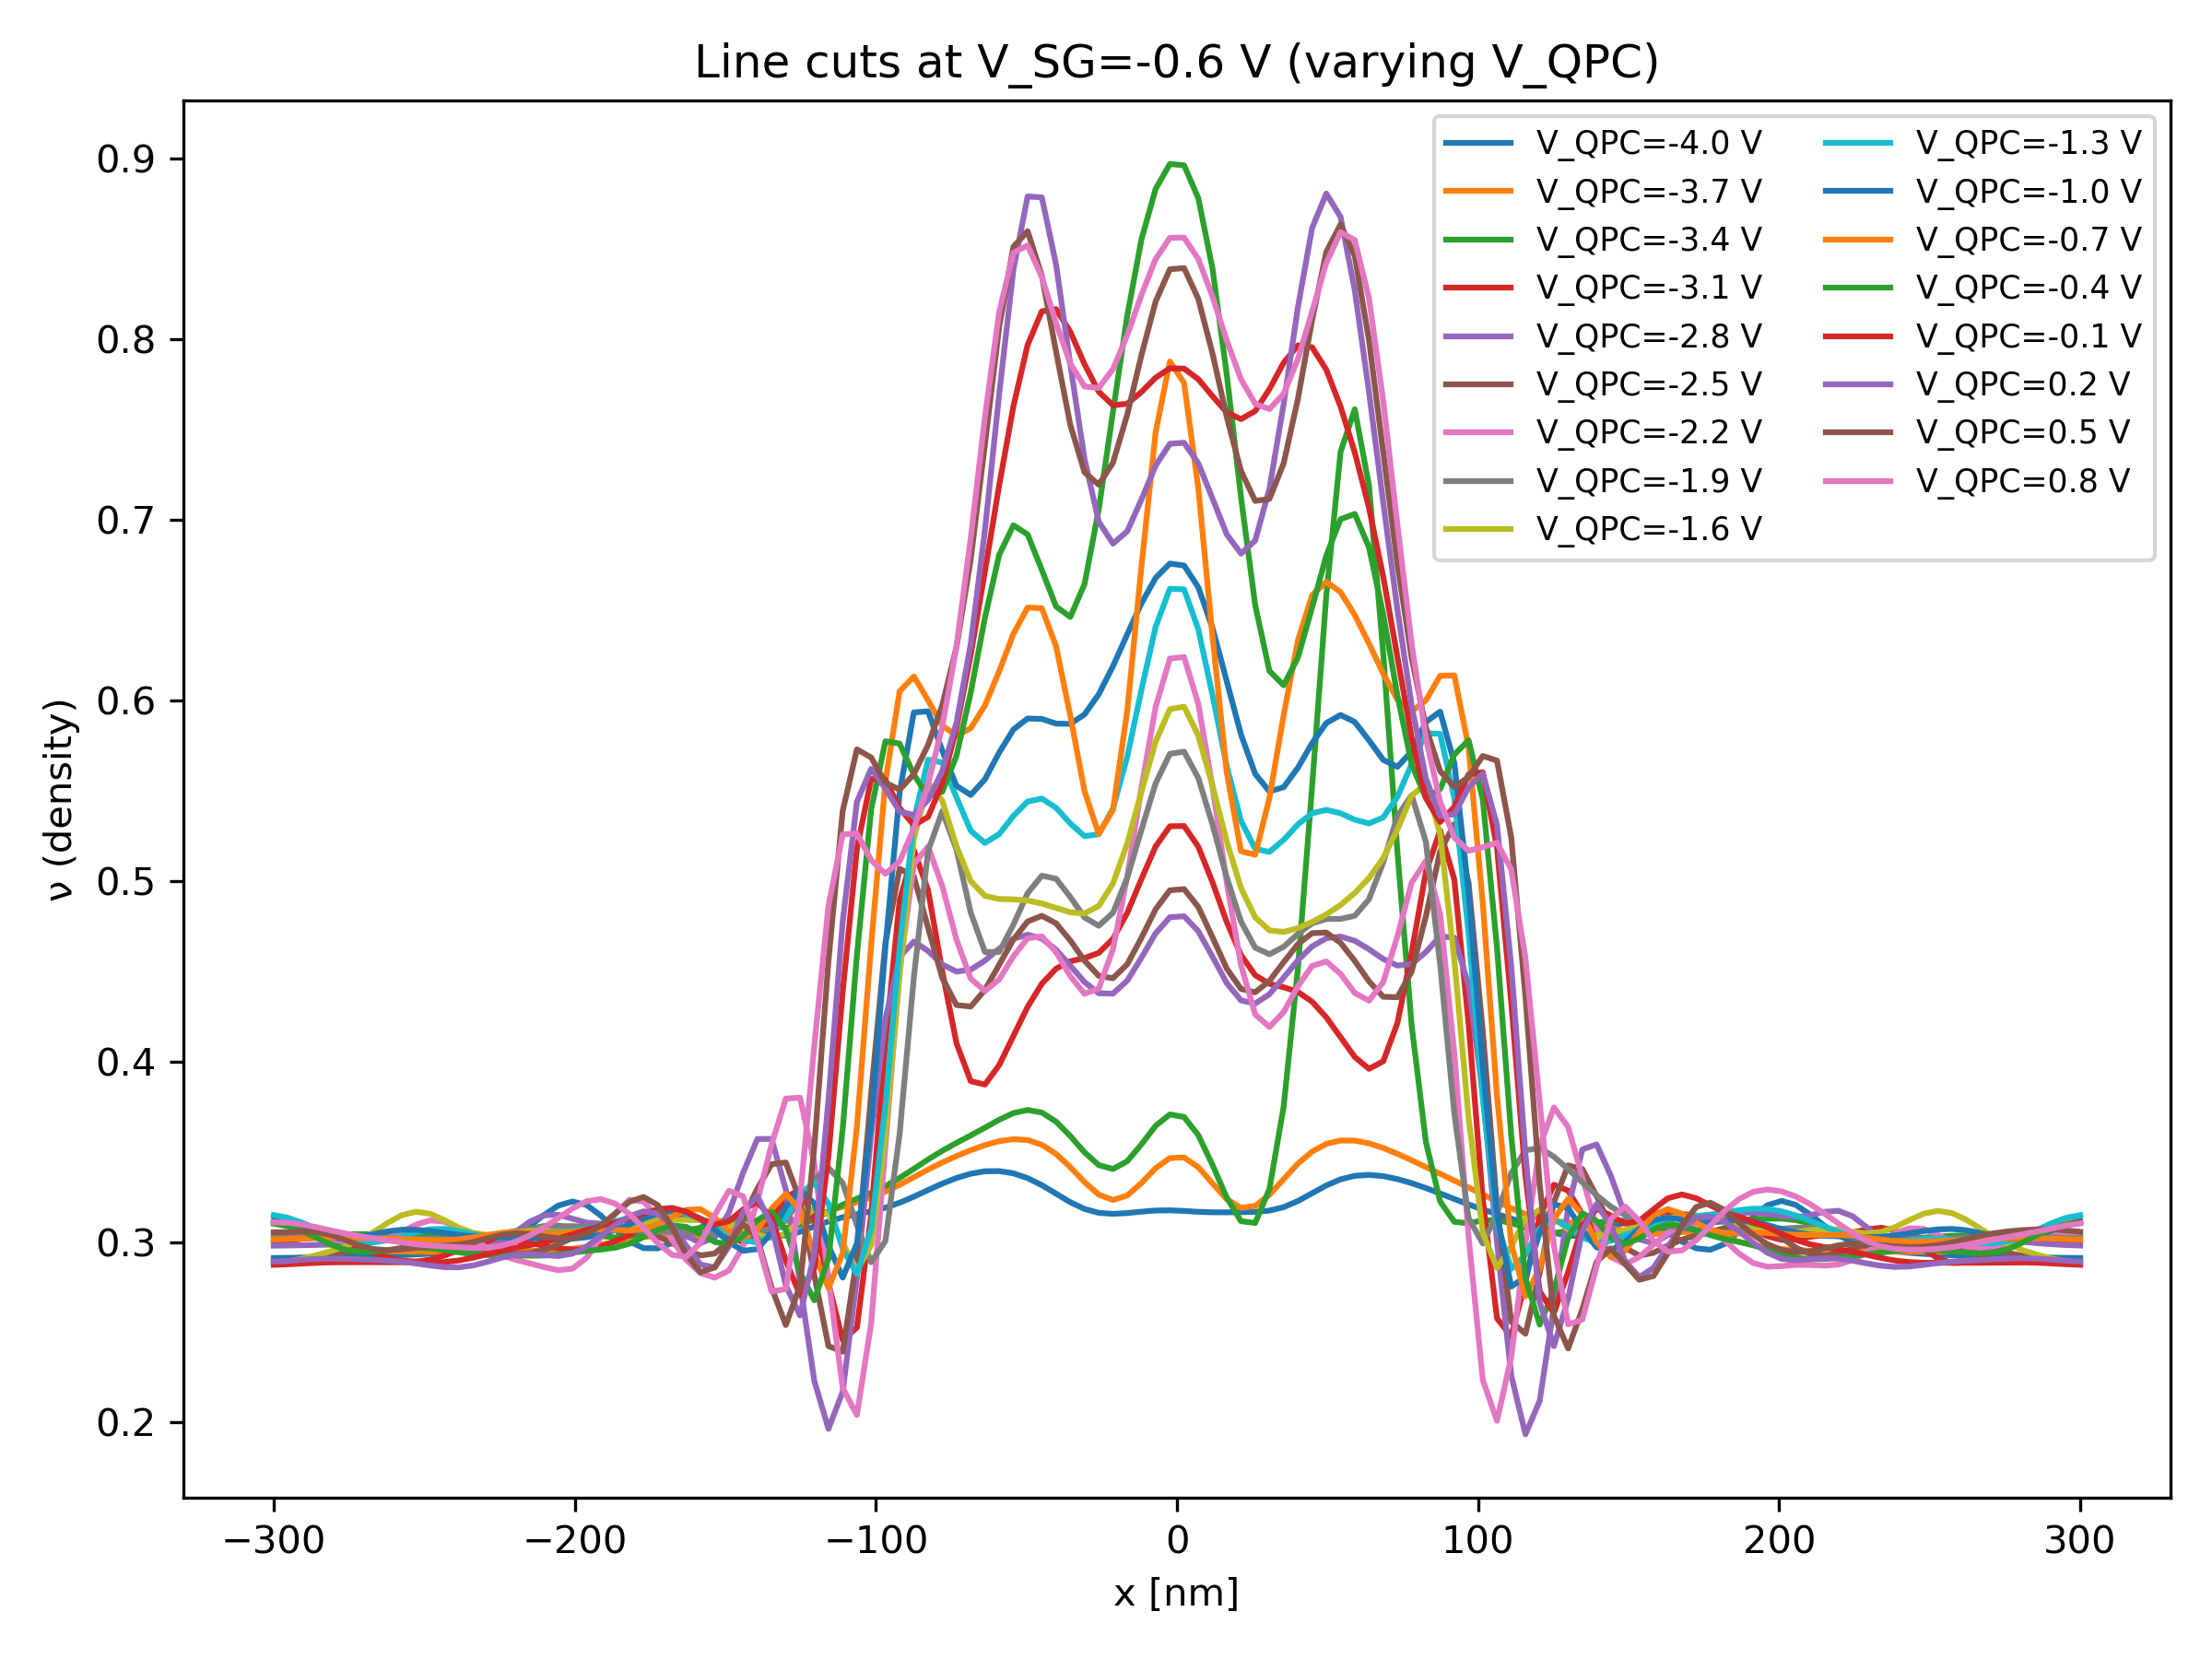 Line cuts at V_SG=-0.6 V (varying V_QPC)
V_QPC=-4.0 V
V_QPC=-3.7 V
V_QPC=-3.4 V
V_QPC=-3.1 V
V_QPC=-2.8 V
V_QPC=-2.5 V
V_QPC=-2.2 V
V_QPC=-1.9 V
V_QPC=-1.6 V
V_QPC=-1.3 V
V_QPC=-1.0 V
V_QPC=-0.7 V
V_QPC=-0.4 V
V_QPC=-0.1 V
V_QPC=0.2 V
V_QPC=0.5 V
V_QPC=0.8 V
ν (density)
0.9
0.8
0.7
0.6
0.5
0.4
0.3
0.2
−300
−200
−100
0
100
200
300
x [nm]